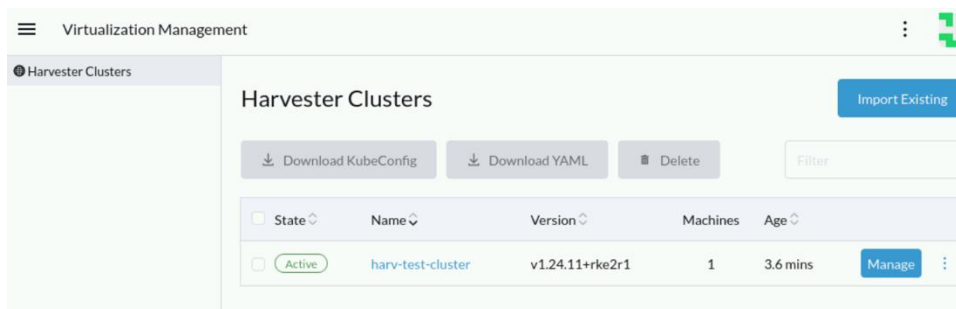 Virtualization Management
Harvester Clusters
Harvester Clusters
Import Existing
Download KubeConfig Download YAML Delete Filter
State Name Version Machines Age
Active harv-test-cluster v1.24.11+rke2r1 1 3.6 mins Manage